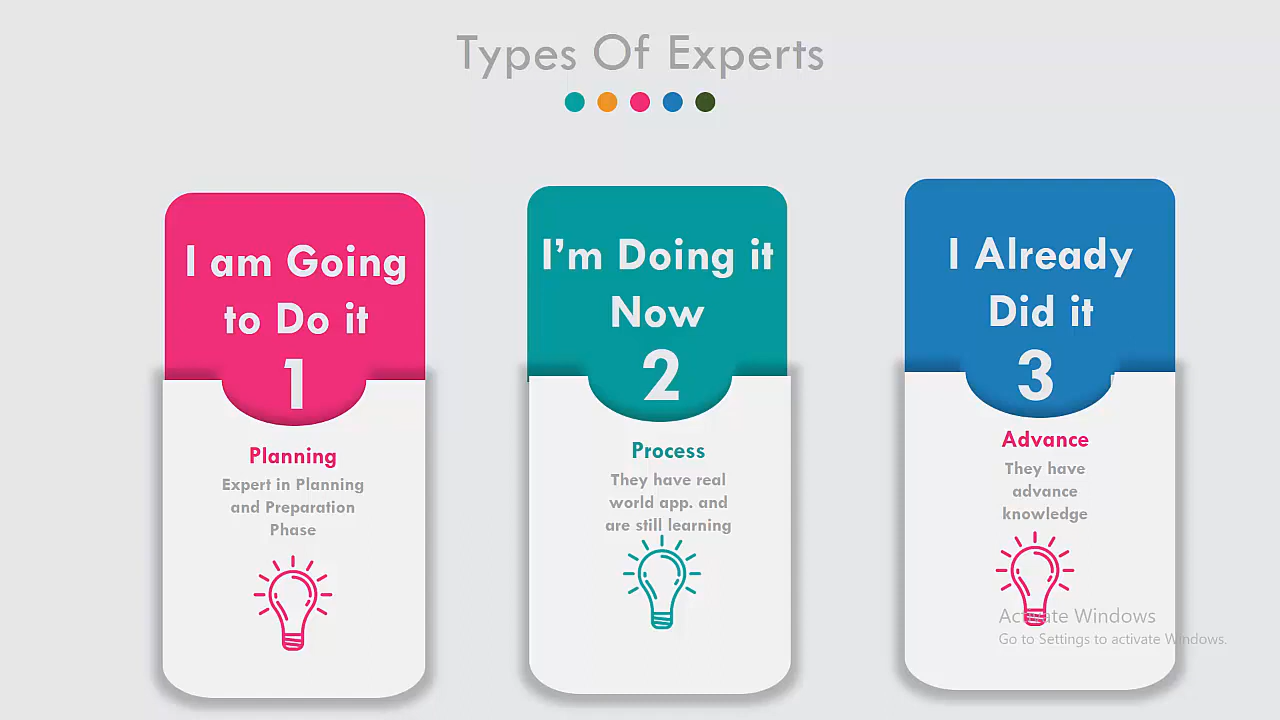 Types Of Experts
I am Going
to Do it
1
Planning
Expert in Planning
and Preparation
Phase
I'm Doing it
Now
2
Process
They have real
world app. and
are still learning
I Already
Did it
3
Advance
They have
advance
knowledge
Activate Windows
Go to Settings to activate Windows.